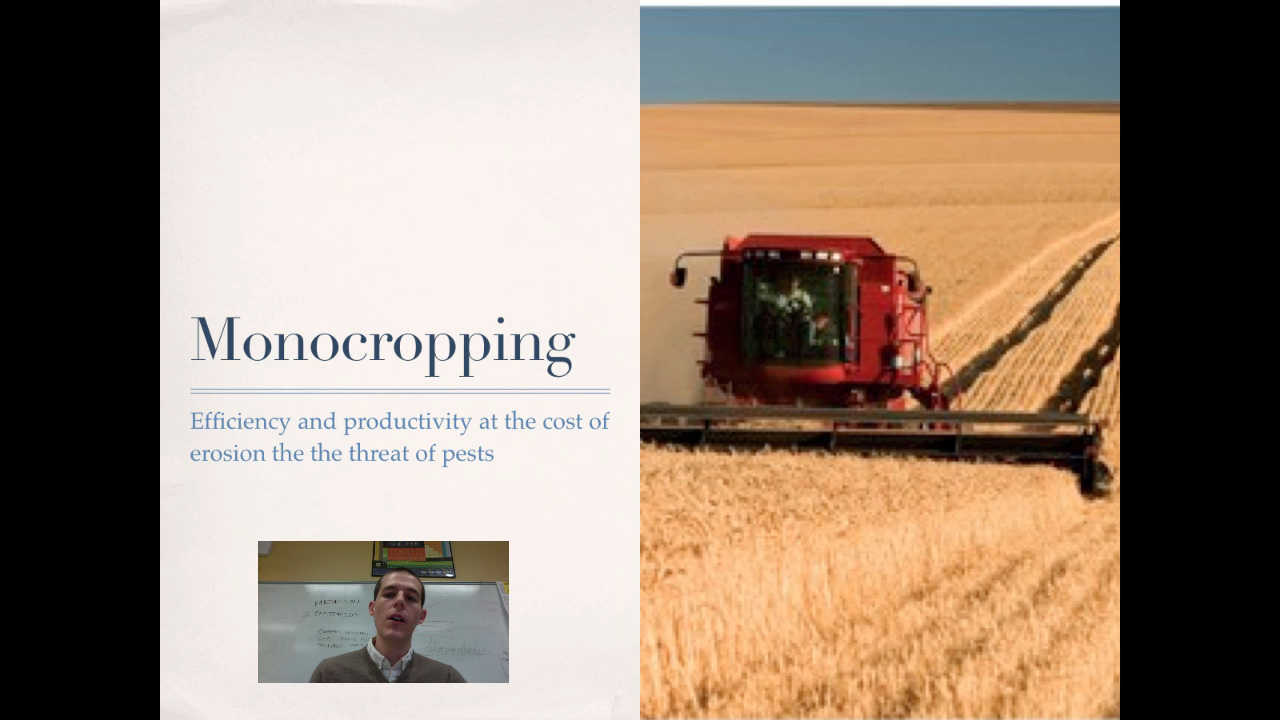 Monocropping
Efficiency and productivity at the cost of
erosion the the threat of pests